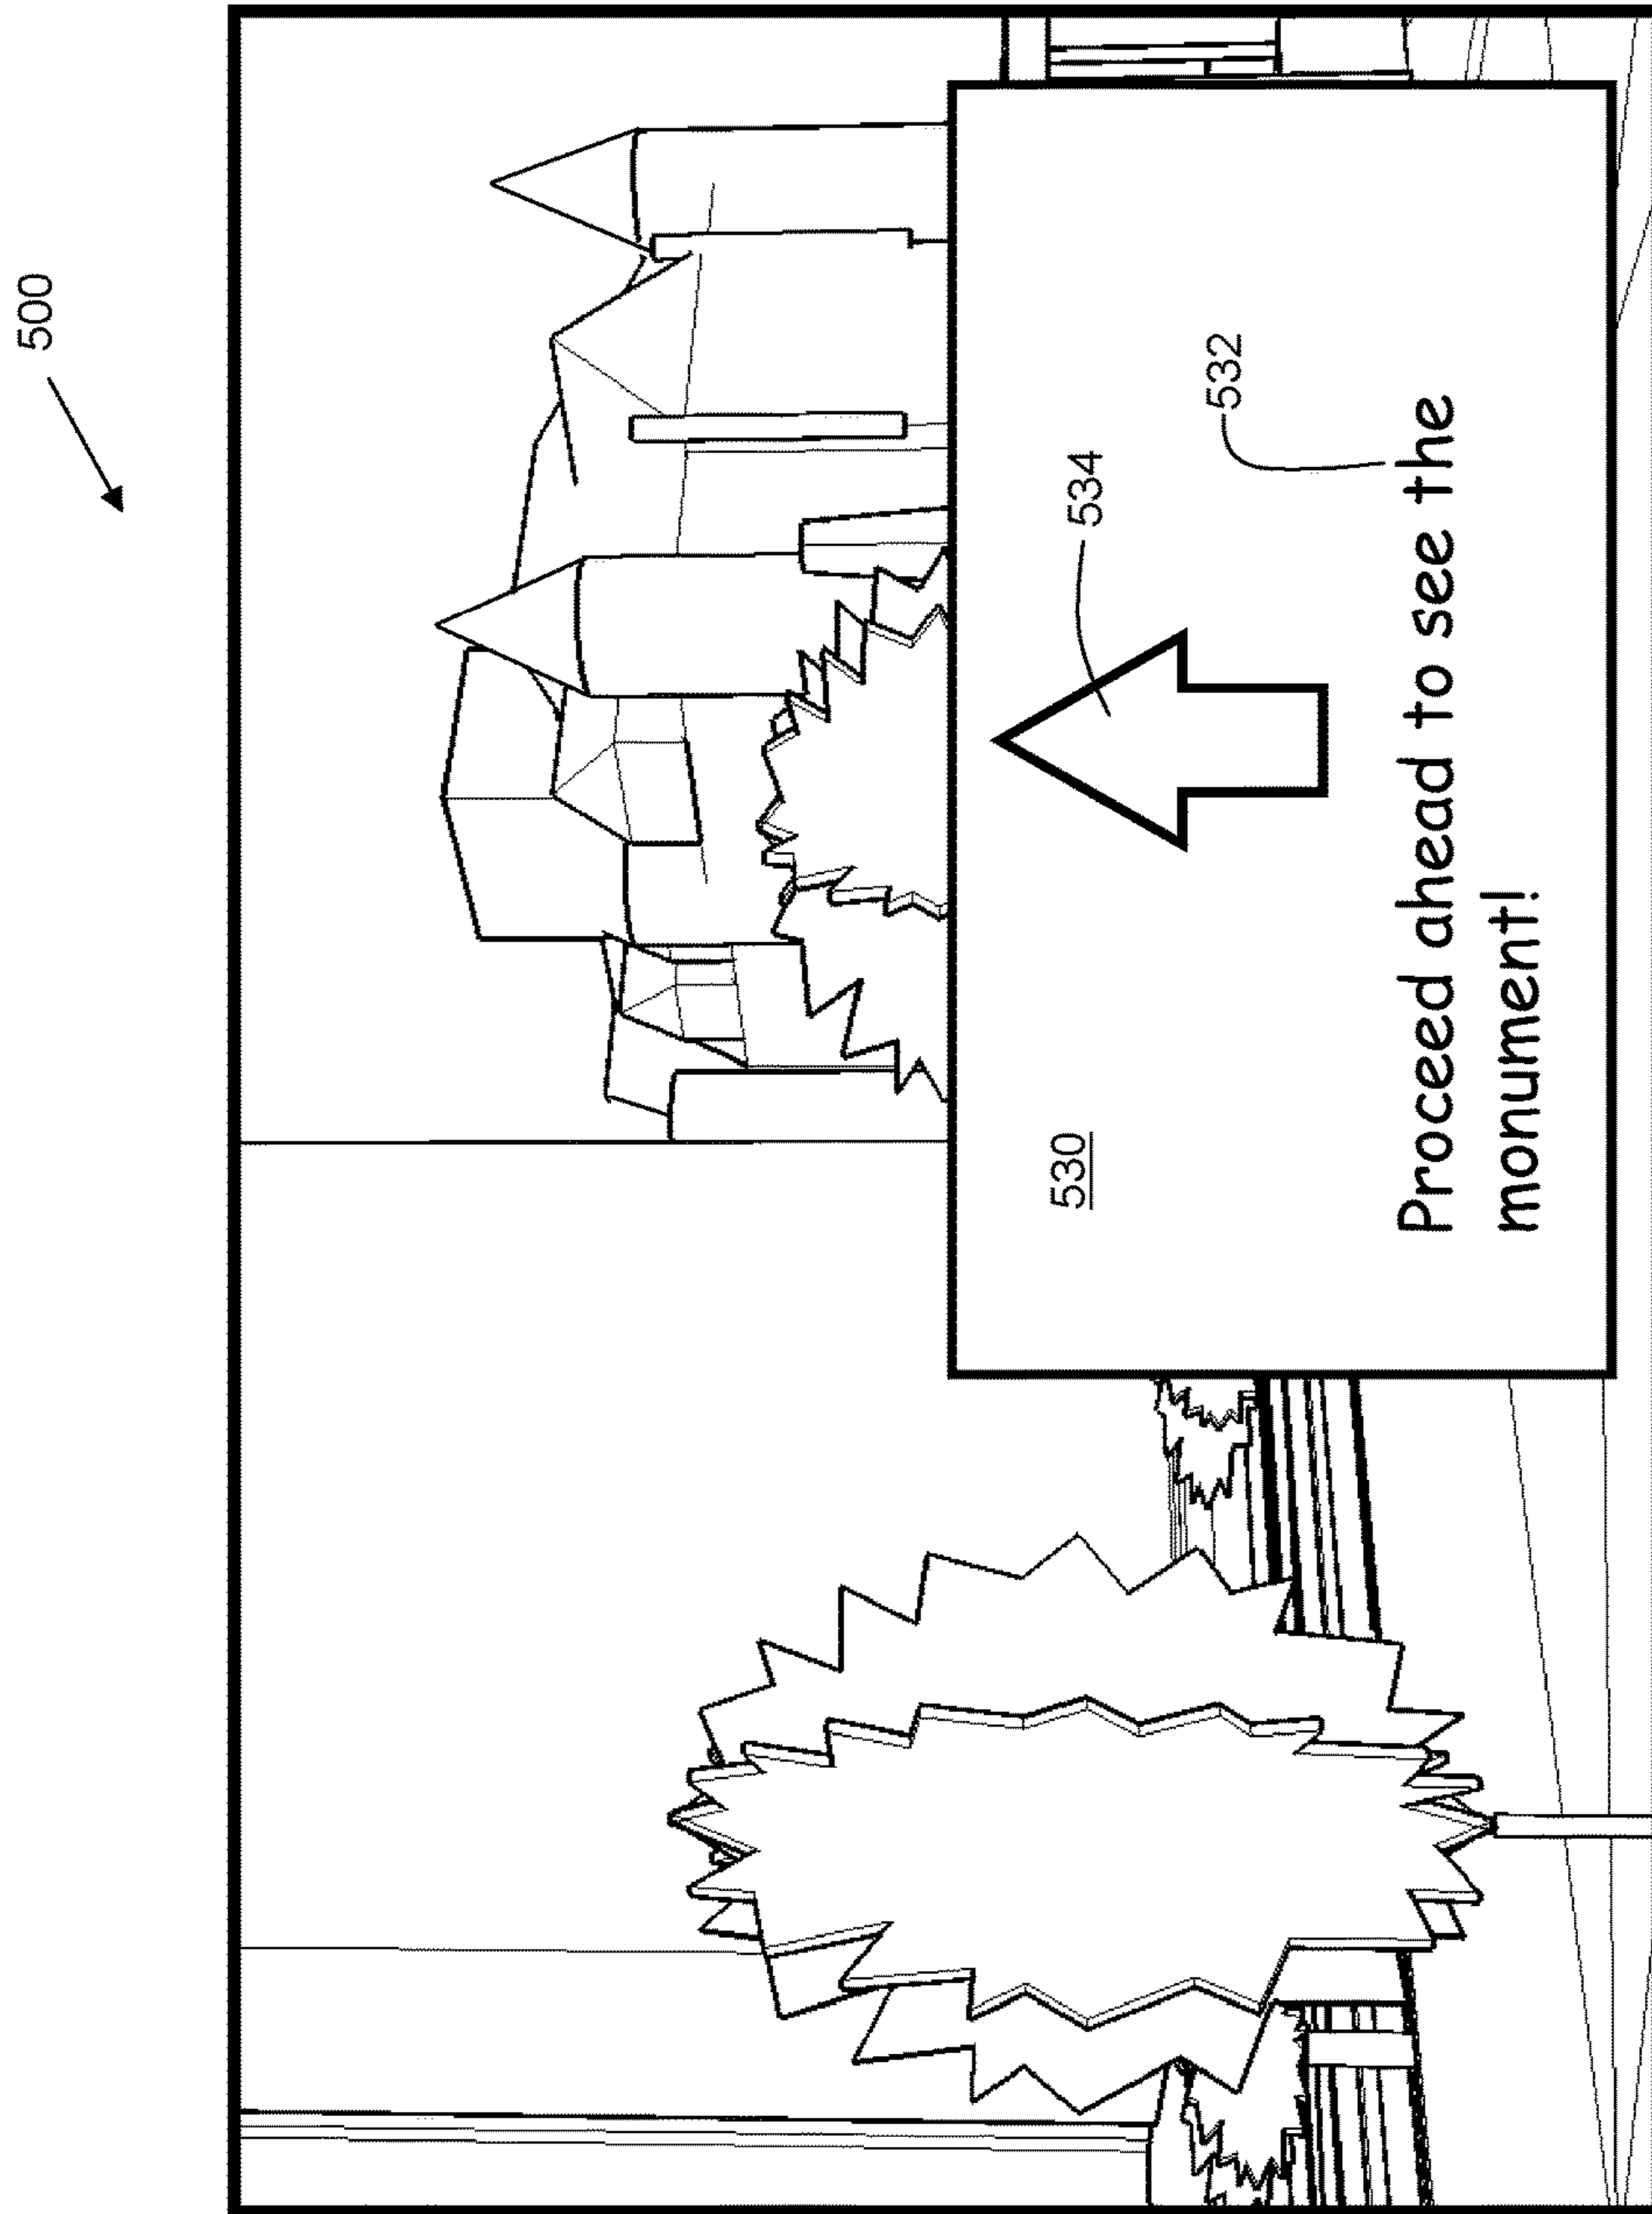 500
534
532
530
Proceed ahead to see the
monument!